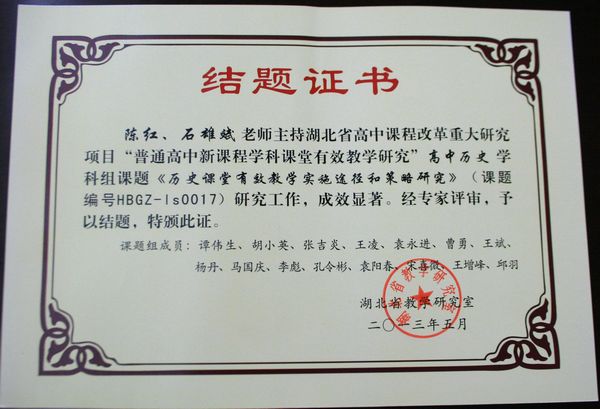 结题证书
陈红、石雄斌 老师主持湖北省高中课程改革重大研究
项目“普通高中新课程学科课堂有效教学研究”高中历史 学
科组课题《历史课堂有效教学实施途径和策略研究》（课题
编号HBGZ-ls0017）研究工作，成效显著。经专家评审，予
以结题，特颁此证。
课题组成员：谭伟生、胡小英、张吉炎、王凌、袁永进、曹勇、王斌、
杨丹、马国庆、李彪、孔令彬、袁阳春、宋喜微、王增峰、邱羽
湖北省教学研究室
二〇一三年五月
湖北省教学研究室